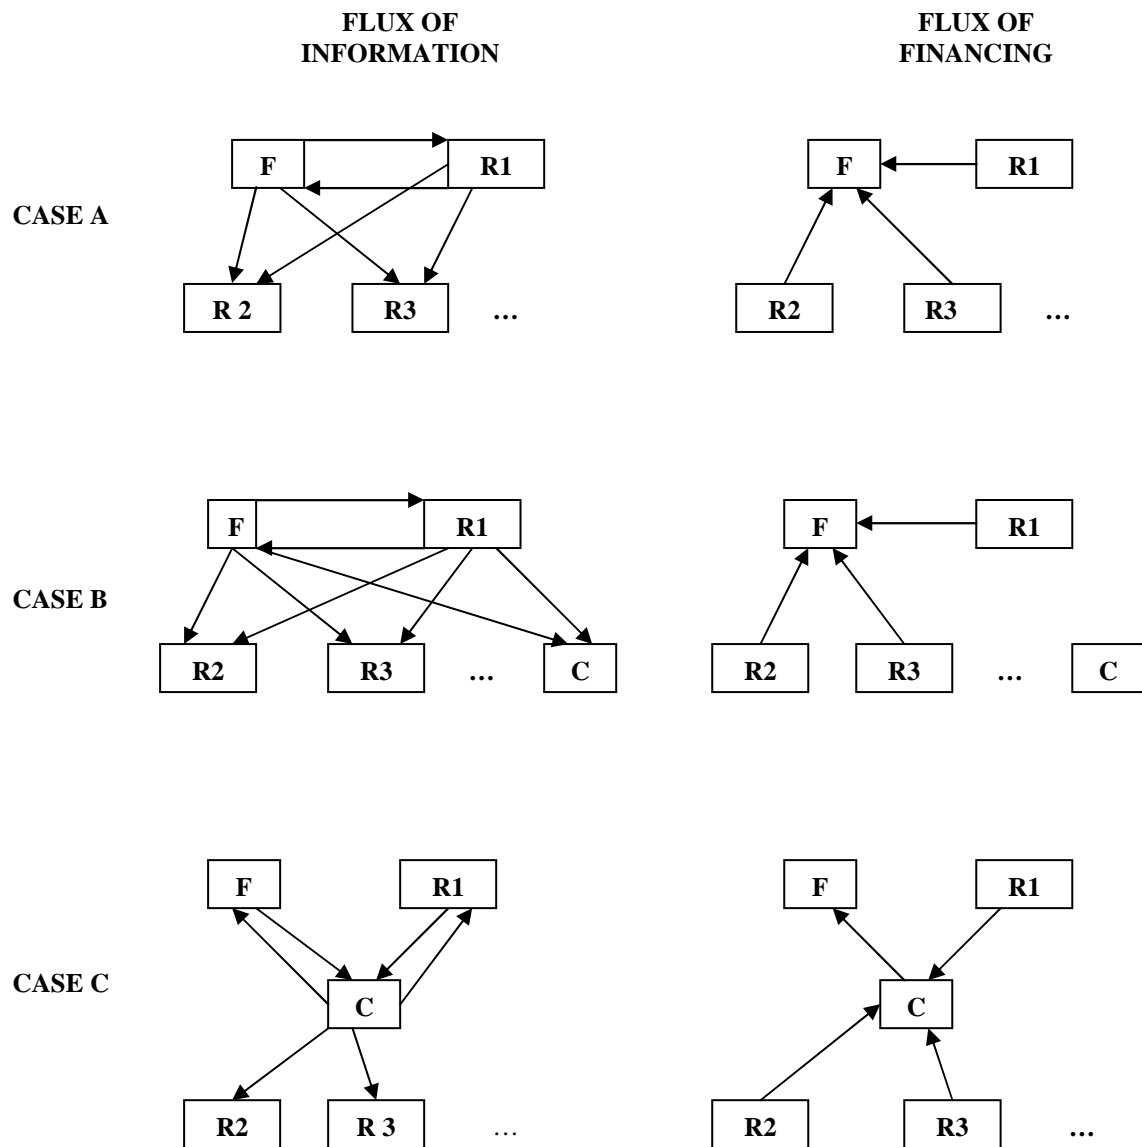 FLUX OF
INFORMATION
FLUX OF
FINANCING
F
R1
F
R1
CASE A
R 2
R3
...
R2
R3
...
F
R1
F
R1
CASE B
R2
R3
...
C
R2
R3
...
C
F
R1
F
R1
CASE C
C
C
R2
R 3
...
R2
R3
...